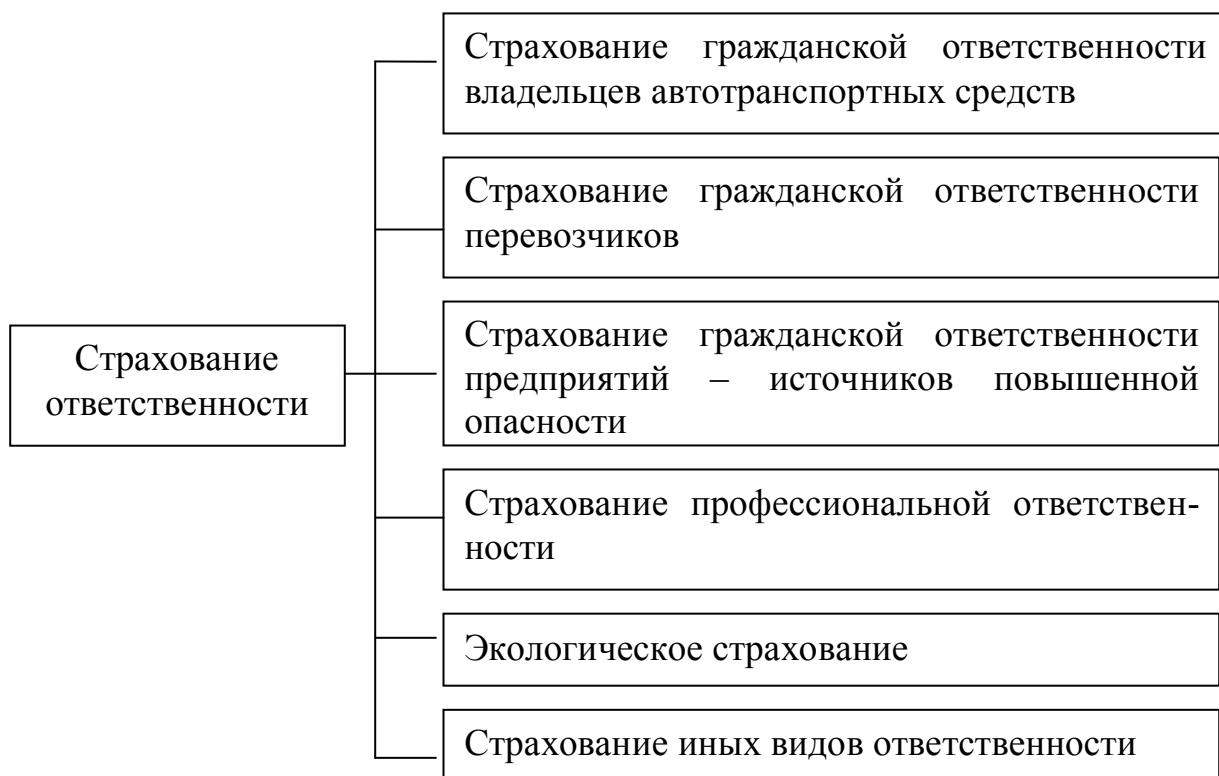 Страхование гражданской ответственности
владельцев автотранспортных средств
Страхование гражданской ответственности
перевозчиков
Страхование гражданской ответственности
предприятий – источников повышенной
опасности
Страхование
ответственности
Страхование профессиональной ответствен-
ности
Экологическое страхование
Страхование иных видов ответственности